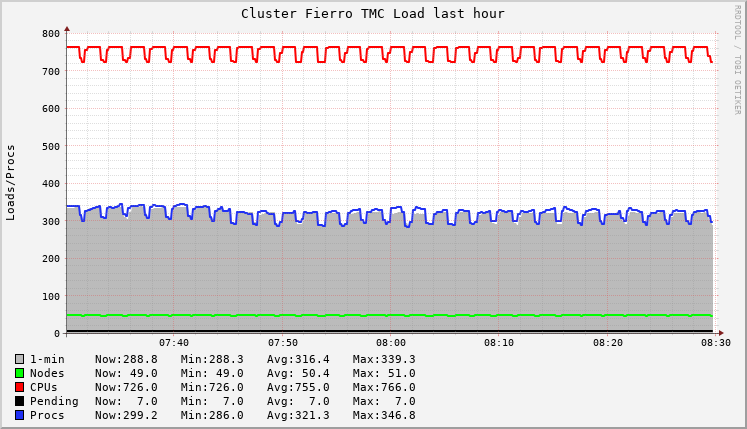 Cluster Fierro TMC Load last hour
RRDTOOL / TOBI OETIKER
Loads/Procs
800
700
600
500
400
300
200
100
0
07:40 07:50 08:00 08:10 08:20 08:30
1-min Now:288.8 Min:288.3 Avg:316.4 Max:339.3
Nodes Now: 49.0 Min: 49.0 Avg: 50.4 Max: 51.0
CPUs Now:726.0 Min:726.0 Avg:755.0 Max:766.0
Pending Now: 7.0 Min: 7.0 Avg: 7.0 Max: 7.0
Procs Now:299.2 Min:286.0 Avg:321.3 Max:346.8